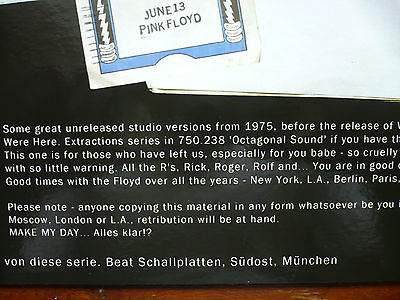 JUNE 13
PINK FLOYD
Some great unreleased studio versions from 1975, before the release of W
Were Here. Extractions series in 750.238 'Octagonal Sound' if you have th
This one is for those who have left us, especially for you babe - so cruelly
with so little warning. All the R's, Rick, Roger, Rolf and... You are in good c
Good times with the Floyd over all the years - New York, L.A., Berlin, Paris,
Please note - anyone copying this material in any form whatsoever be you i
Moscow, London or L.A., retribution will be at hand.
MAKE MY DAY... Alles klar!?
von diese serie. Beat Schallplatten, Südost, München